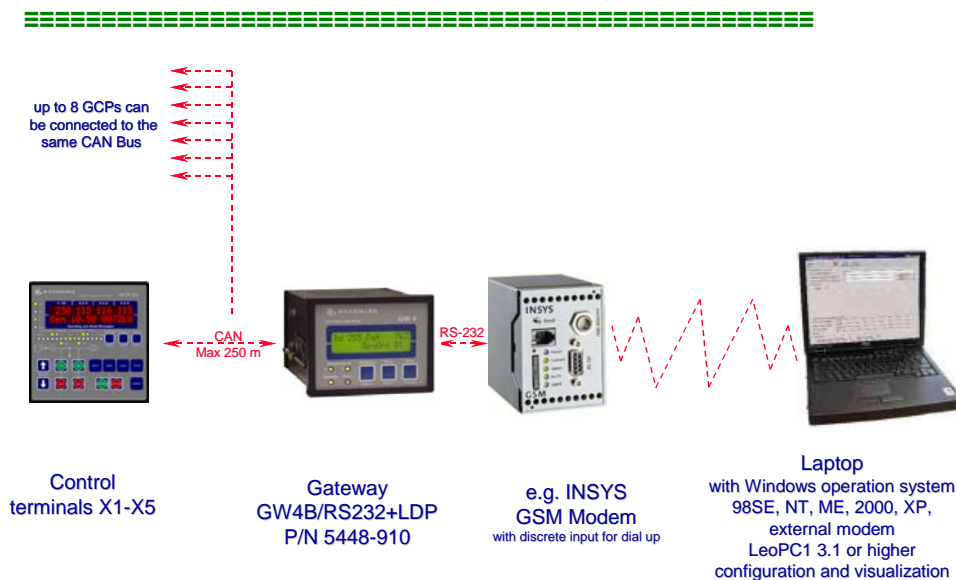 up to 8 GCPs can
be connected to the
same CAN Bus
CAN
Max 250 m
RS-232
INSYS
GSM
Control
terminals X1-X5
Gateway
GW4B/RS232+LDP
P/N 5448-910
e.g. INSYS
GSM Modem
with discrete input for dial up
Laptop
with Windows operation system
98SE, NT, ME, 2000, XP,
external modem
LeoPC1 3.1 or higher
configuration and visualization